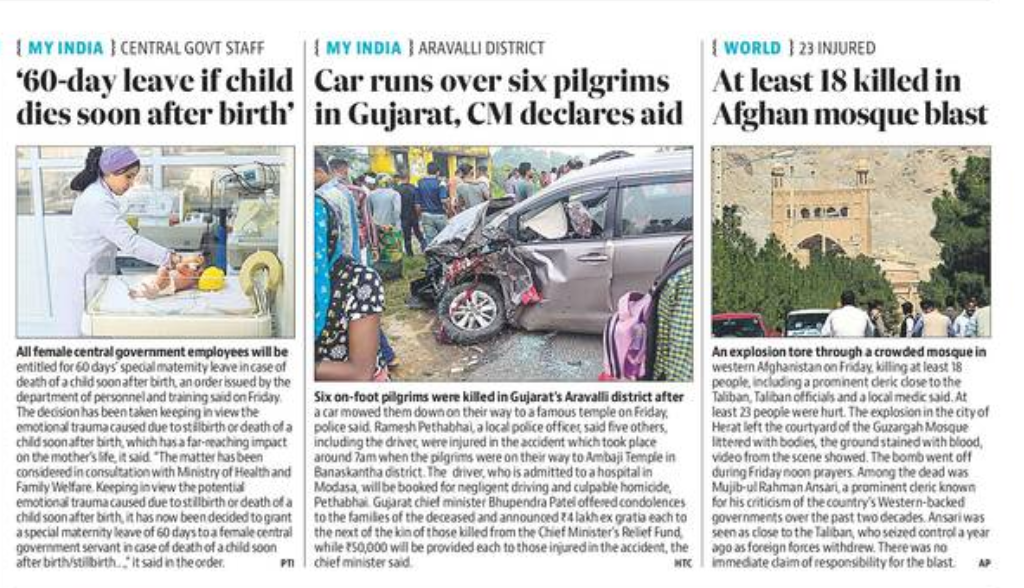 { MY INDIA } CENTRAL GOVT STAFF
‘60-day leave if child
dies soon after birth’
All female central government employees will be
entitled for 60 days’ special maternity leave in case of
death of a child soon after birth, an order issued by the
department of personnel and training said on Friday.
The decision has been taken keeping in view the
emotional trauma caused due to stillbirth or death of a
child soon after birth, which has a far-reaching impact
on the mother’s life, it said. “The matter has been
considered in consultation with Ministry of Health and
Family Welfare. Keeping in view the potential
emotional trauma caused due to stillbirth or death of a
child soon after birth, it has now been decided to grant
a special maternity leave of 60 days to a female central
government servant in case of death of a child soon
after birth/stillbirth...,” it said in the order. PTI
{ MY INDIA } ARAVALLI DISTRICT
Car runs over six pilgrims
in Gujarat, CM declares aid
Six on-foot pilgrims were killed in Gujarat’s Aravalli district after
a car mowed them down on their way to a famous temple on Friday,
police said. Ramesh Pethabhai, a local police officer, said five others,
including the driver, were injured in the accident which took place
around 7am when the pilgrims were on their way to Ambaji Temple in
Banaskantha district. The driver, who is admitted to a hospital in
Modasa, will be booked for negligent driving and culpable homicide,
Pethabhai. Gujarat chief minister Bhupendra Patel offered condolences
to the families of the deceased and announced ₹4 lakh ex gratia each to
the next of the kin of those killed from the Chief Minister’s Relief Fund,
while ₹50,000 will be provided each to those injured in the accident, the
chief minister said. HTC
{ WORLD } 23 INJURED
At least 18 killed in
Afghan mosque blast
An explosion tore through a crowded mosque in
western Afghanistan on Friday, killing at least 18
people, including a prominent cleric close to the
Taliban, Taliban officials and a local medic said. At
least 23 people were hurt. The explosion in the city of
Herat left the courtyard of the Guzargah Mosque
littered with bodies, the ground stained with blood,
video from the scene showed. The bomb went off
during Friday noon prayers. Among the dead was
Mujib-ul Rahman Ansari, a prominent cleric known
for his criticism of the country’s Western-backed
governments over the past two decades. Ansari was
seen as close to the Taliban, who seized control a year
ago as foreign forces withdrew. There was no
immediate claim of responsibility for the blast. AP